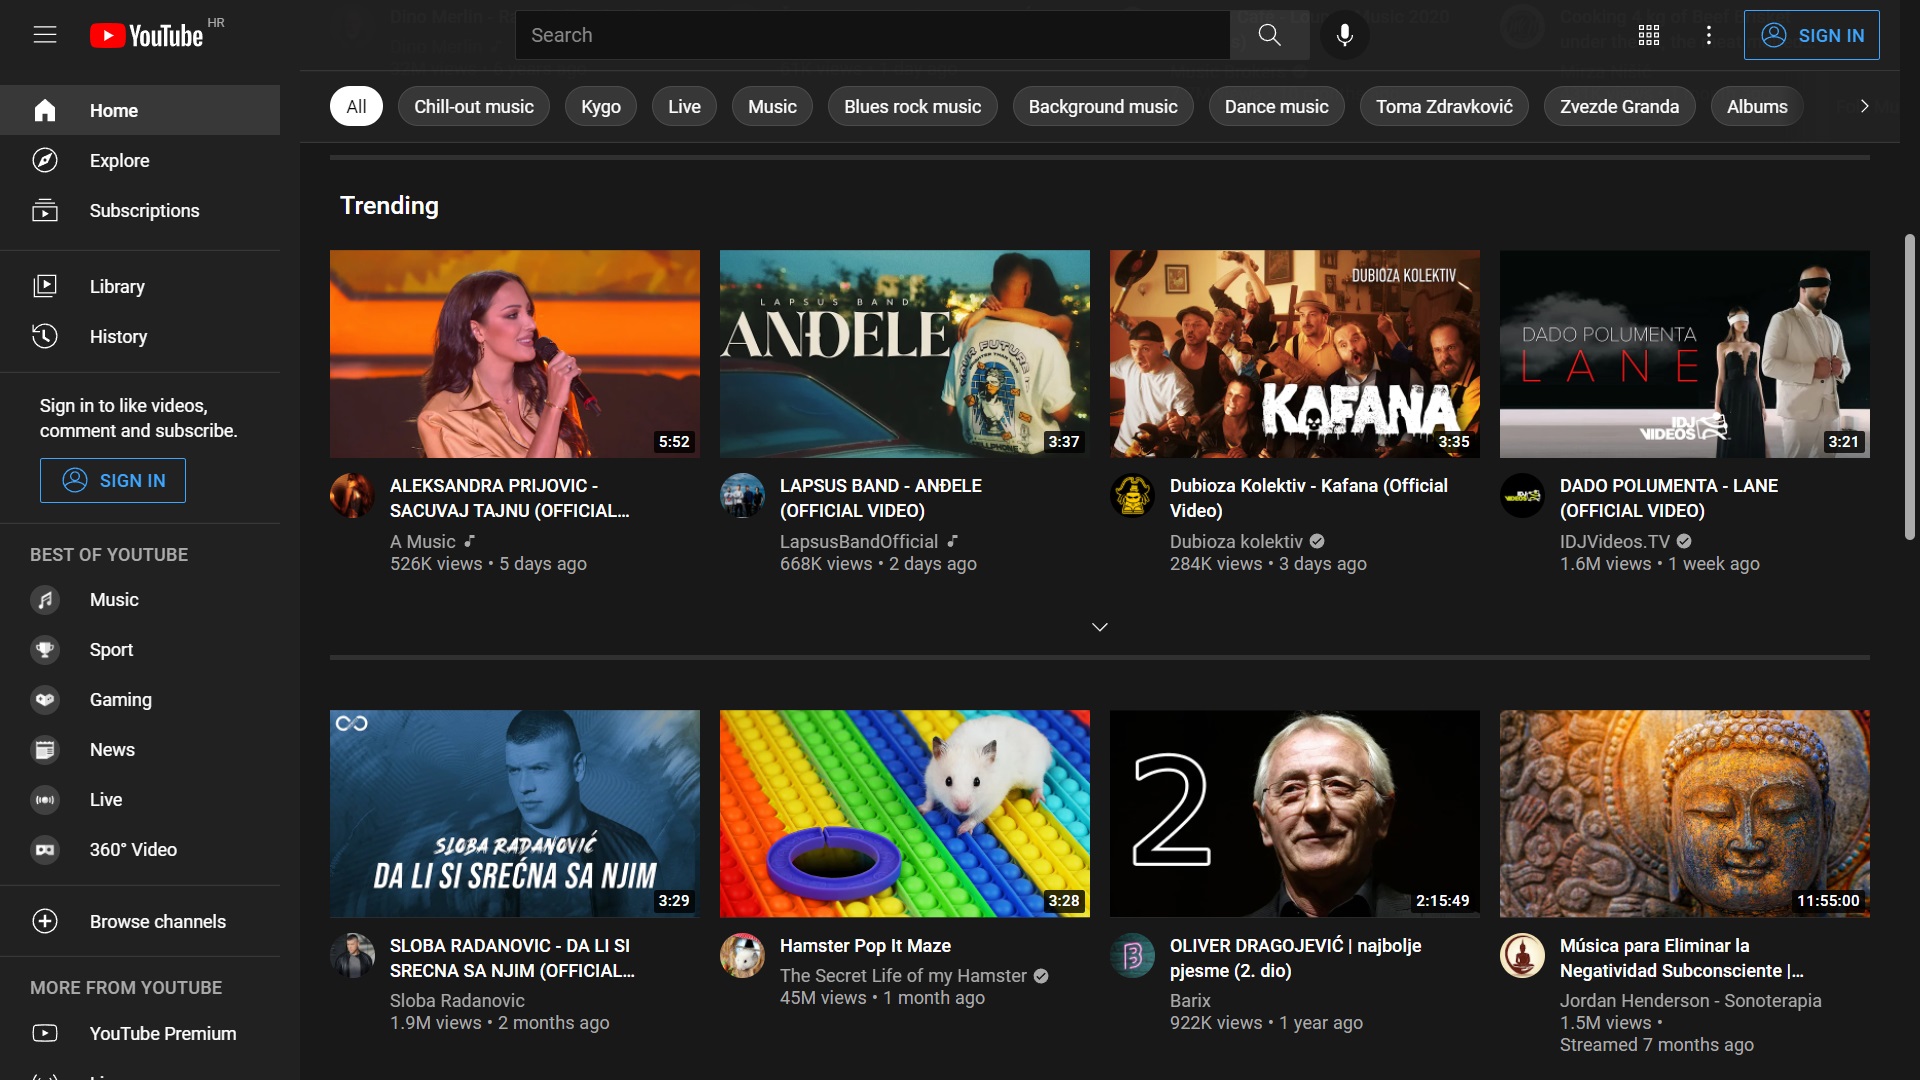 YouTube HR
Search
SIGN IN
Home
Explore
Subscriptions
Library
History
Sign in to like videos,
comment and subscribe.
SIGN IN
BEST OF YOUTUBE
Music
Sport
Gaming
News
Live
360° Video
Browse channels
MORE FROM YOUTUBE
YouTube Premium
All
Chill-out music
Kygo
Live
Music
Blues rock music
Background music
Dance music
Toma Zdravković
Zvezde Granda
Albums
Trending
5:52
ALEKSANDRA PRIJOVIC -
SACUVAJ TAJNU (OFFICIAL...
A Music
526K views • 5 days ago
LAPSUS BAND
ANĐELE
3:37
LAPSUS BAND - ANĐELE
(OFFICIAL VIDEO)
LapsusBandOfficial
668K views • 2 days ago
DUBIOZA KOLEKTIV
KAFANA
3:35
Dubioza Kolektiv - Kafana (Official
Video)
Dubioza kolektiv
284K views • 3 days ago
DADO POLUMENTA
LANE
IDJ
VIDEOS
3:21
DADO POLUMENTA - LANE
(OFFICIAL VIDEO)
IDJVideos.TV
1.6M views • 1 week ago
SLOBA RADANOVIĆ
DA LI SI SREĆNA SA NJIM
3:29
SLOBA RADANOVIC - DA LI SI
SRECNA SA NJIM (OFFICIAL...
Sloba Radanovic
1.9M views • 2 months ago
3:28
Hamster Pop It Maze
The Secret Life of my Hamster
45M views • 1 month ago
2
2:15:49
OLIVER DRAGOJEVIĆ | najbolje
pjesme (2. dio)
Barix
922K views • 1 year ago
11:55:00
Música para Eliminar la
Negatividad Subconsciente |...
Jordan Henderson - Sonoterapia
1.5M views •
Streamed 7 months ago